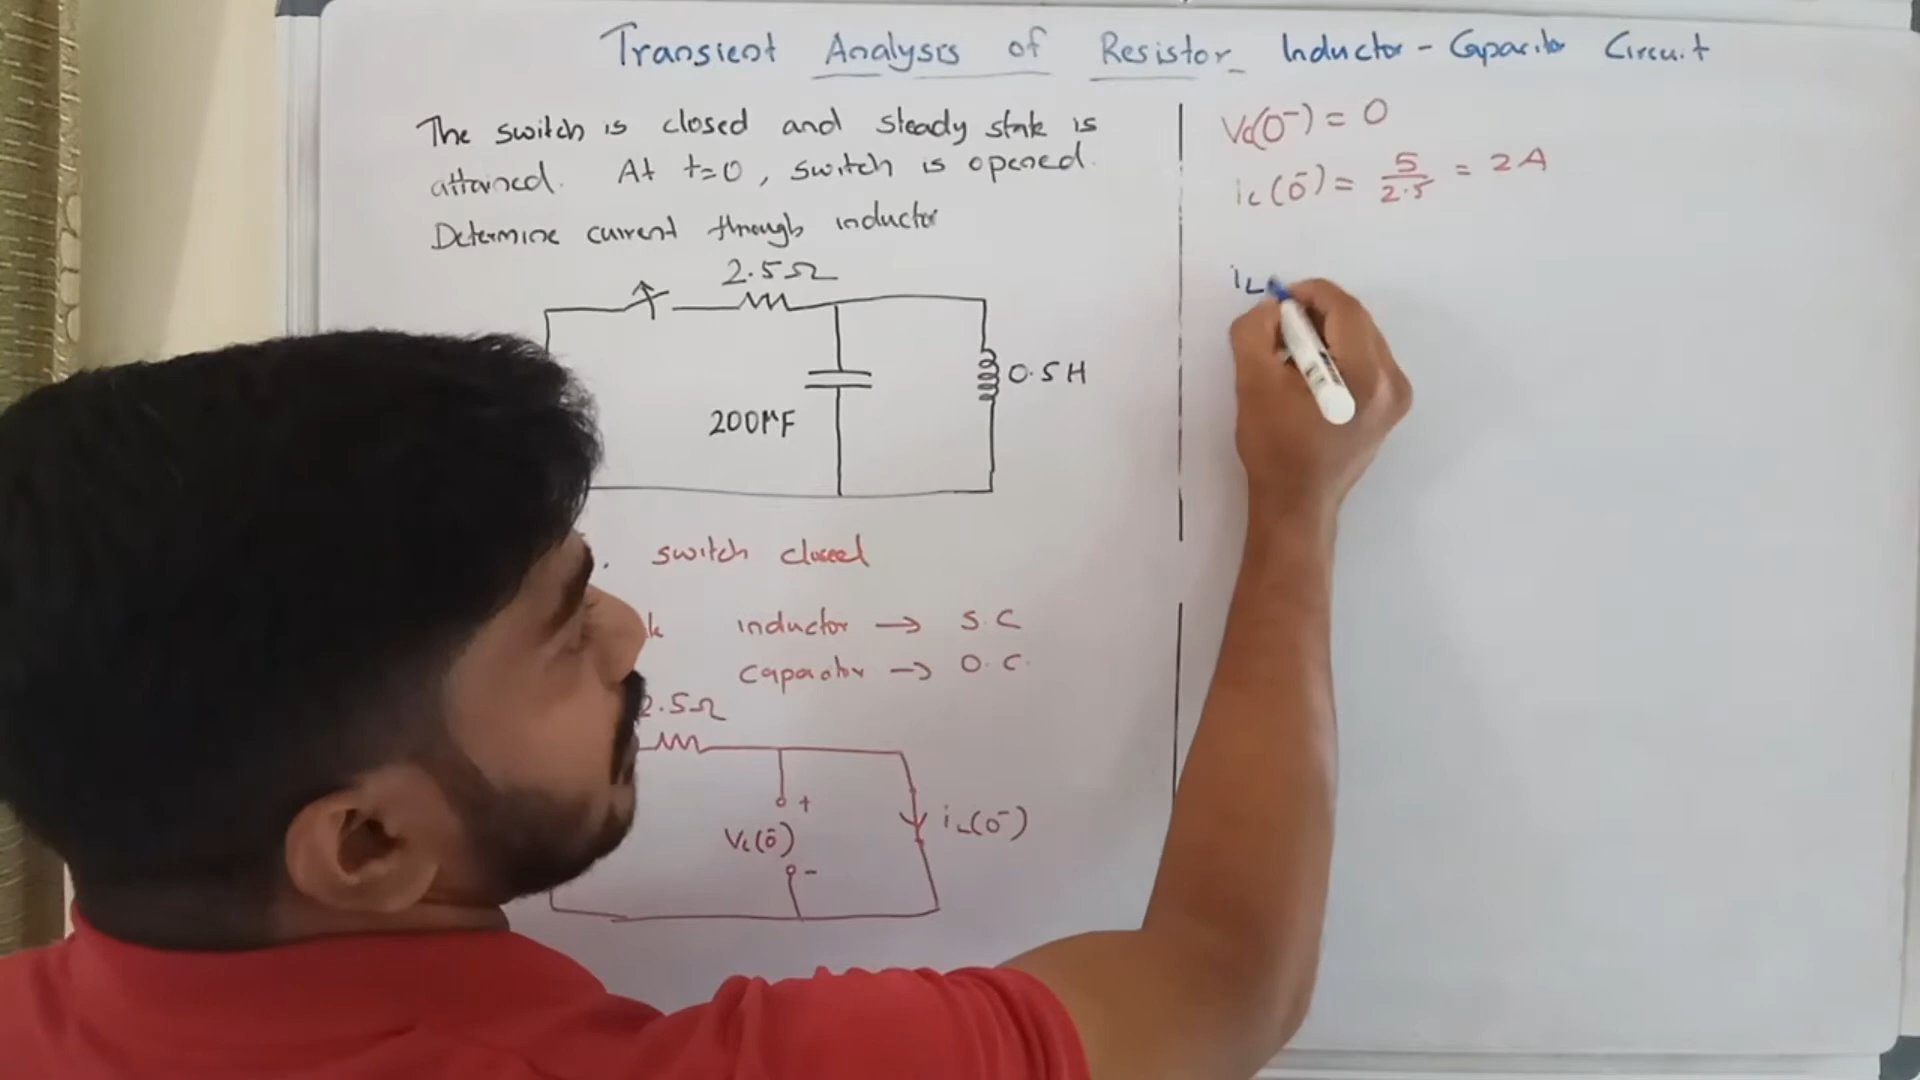 Transient Analysis of Resistor_ Inductor - Capacitor Circuit
The switch is closed and steady state is
attained. At t=0, switch is opened.
Determine current through inductor
2.5Ω
200μF
0.5H
switch closed
inductor → S.C
Capacitor → O.C.
2.5Ω
+
Vc(0⁻)
-
iL(0⁻)
Vc(0⁻) = 0
iL(0⁻) = 5/2.5 = 2A
iL